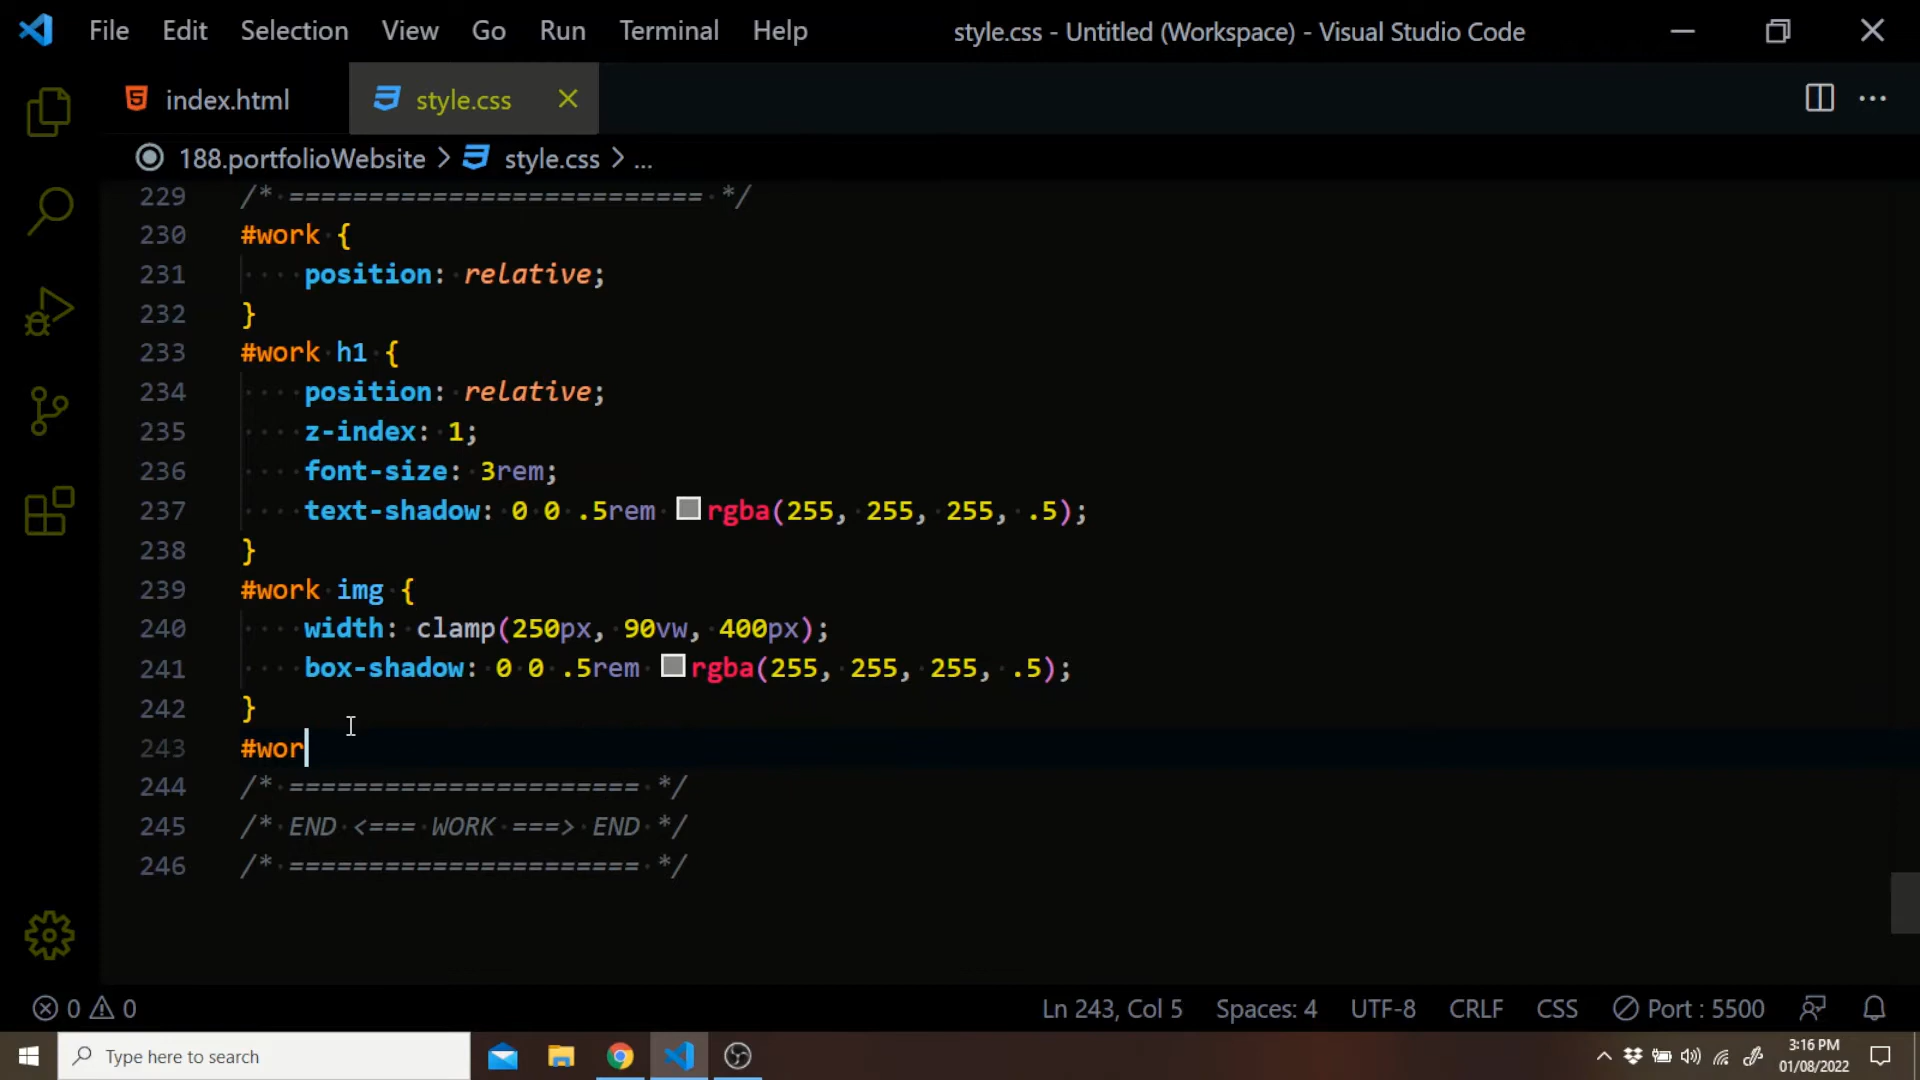 File Edit Selection View Go Run Terminal Help style.css - Untitled (Workspace) - Visual Studio Code
index.html style.css
188.portfolioWebsite > style.css > ...
229 /* ========================== */
230 #work {
231 position: relative;
232 }
233 #work h1 {
234 position: relative;
235 z-index: 1;
236 font-size: 3rem;
237 text-shadow: 0 0 .5rem rgba(255, 255, 255, .5);
238 }
239 #work img {
240 width: clamp(250px, 90vw, 400px);
241 box-shadow: 0 0 .5rem rgba(255, 255, 255, .5);
242 }
243 #wor
244 /* ====================== */
245 /* END <=== WORK ===> END */
246 /* ====================== */
0 0 Ln 243, Col 5 Spaces: 4 UTF-8 CRLF CSS Port : 5500
Type here to search
3:16 PM
01/08/2022